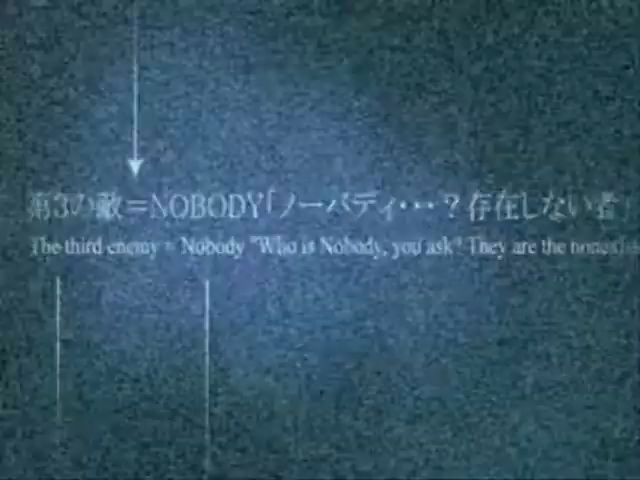 第3の敵=NOBODY「ノーバディ・・・？存在しない者」
The third enemy = Nobody "Who is Nobody, you ask? They are the